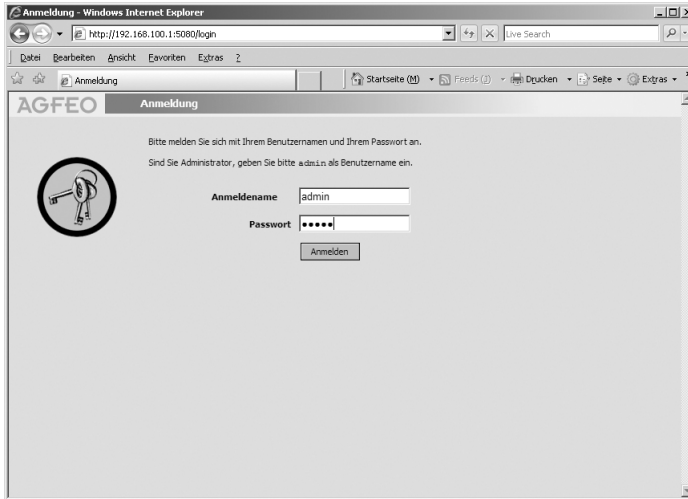 Anmeldung - Windows Internet Explorer
http://192.168.100.1:5080/login
Live Search
Datei Bearbeiten Ansicht Favoriten Extras ?
Anmeldung
Startseite (M) Feeds (J) Drucken Seite Extras
AGFEO Anmeldung
Bitte melden Sie sich mit Ihrem Benutzernamen und Ihrem Passwort an.
Sind Sie Administrator, geben Sie bitte admin als Benutzername ein.
Anmeldename admin
Passwort •••••
Anmelden